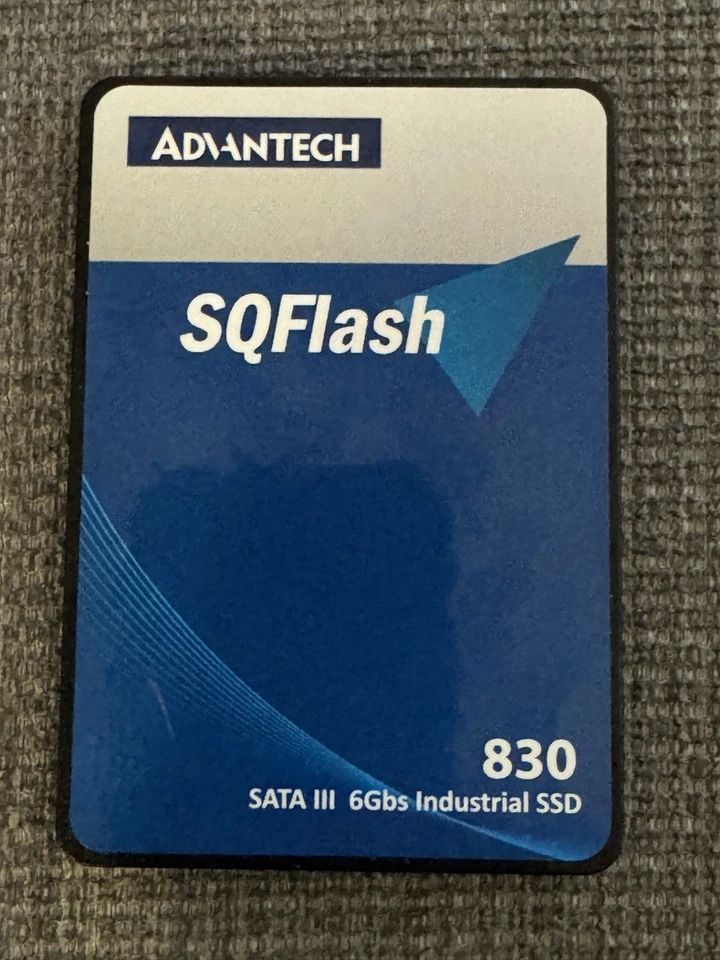 ADVANTECH
SQFlash
830
SATA III 6Gbs Industrial SSD